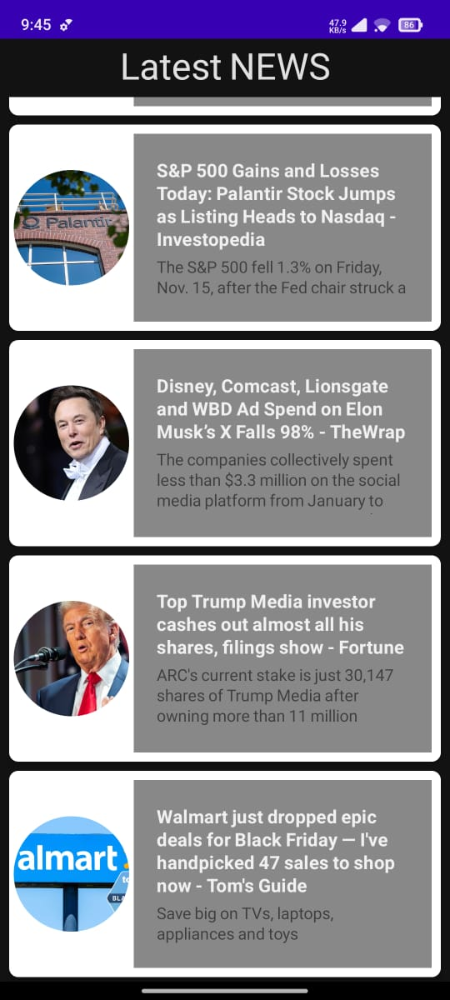 9:45
47.9
KB/s
86
Latest NEWS
Palantir
S&P 500 Gains and Losses
Today: Palantir Stock Jumps
as Listing Heads to Nasdaq -
Investopedia
The S&P 500 fell 1.3% on Friday,
Nov. 15, after the Fed chair struck a
Disney, Comcast, Lionsgate
and WBD Ad Spend on Elon
Musk’s X Falls 98% - TheWrap
The companies collectively spent
less than $3.3 million on the social
media platform from January to
Top Trump Media investor
cashes out almost all his
shares, filings show - Fortune
ARC's current stake is just 30,147
shares of Trump Media after
owning more than 11 million
almart
to
BLA
Walmart just dropped epic
deals for Black Friday — I've
handpicked 47 sales to shop
now - Tom's Guide
Save big on TVs, laptops,
appliances and toys